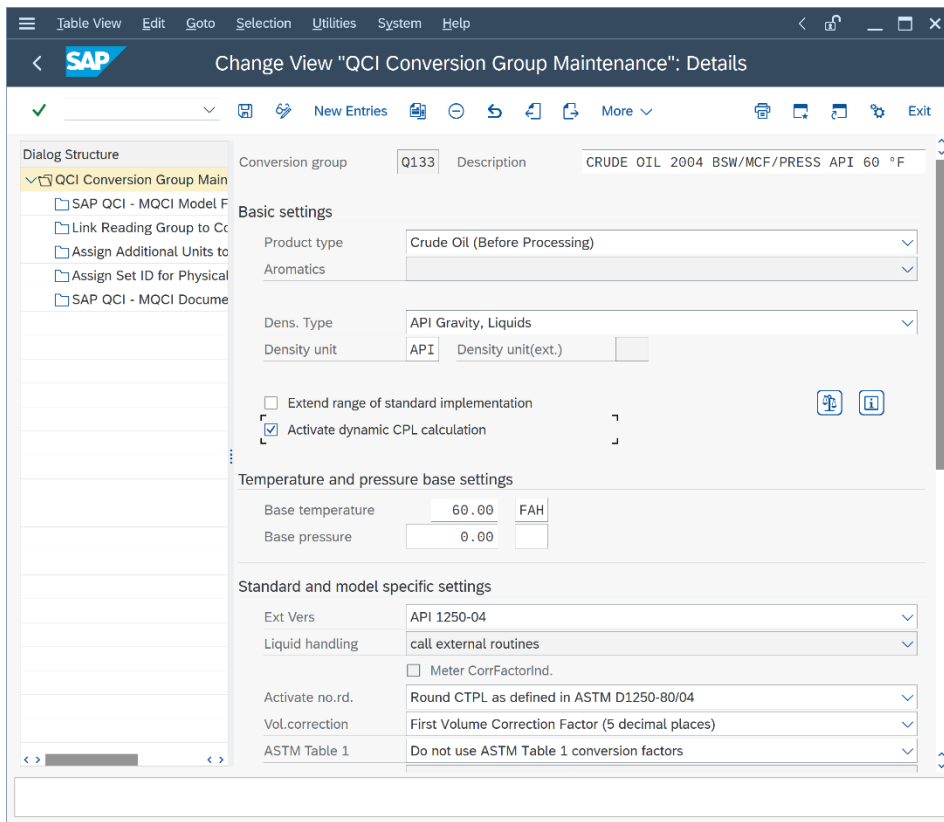 Table View Edit Goto Selection Utilities System Help
SAP Change View "QCI Conversion Group Maintenance": Details
New Entries More Exit
Dialog Structure
QCI Conversion Group Main
SAP QCI - MQCI Model F
Link Reading Group to Co
Assign Additional Units to
Assign Set ID for Physical
SAP QCI - MQCI Docume
Conversion group Q133 Description CRUDE OIL 2004 BSW/MCF/PRESS API 60 °F
Basic settings
Product type Crude Oil (Before Processing)
Aromatics
Dens. Type API Gravity, Liquids
Density unit API Density unit(ext.)
Extend range of standard implementation
Activate dynamic CPL calculation
Temperature and pressure base settings
Base temperature 60.00 FAH
Base pressure 0.00
Standard and model specific settings
Ext Vers API 1250-04
Liquid handling call external routines
Meter CorrFactorInd.
Activate no.rd. Round CTPL as defined in ASTM D1250-80/04
Vol.correction First Volume Correction Factor (5 decimal places)
ASTM Table 1 Do not use ASTM Table 1 conversion factors